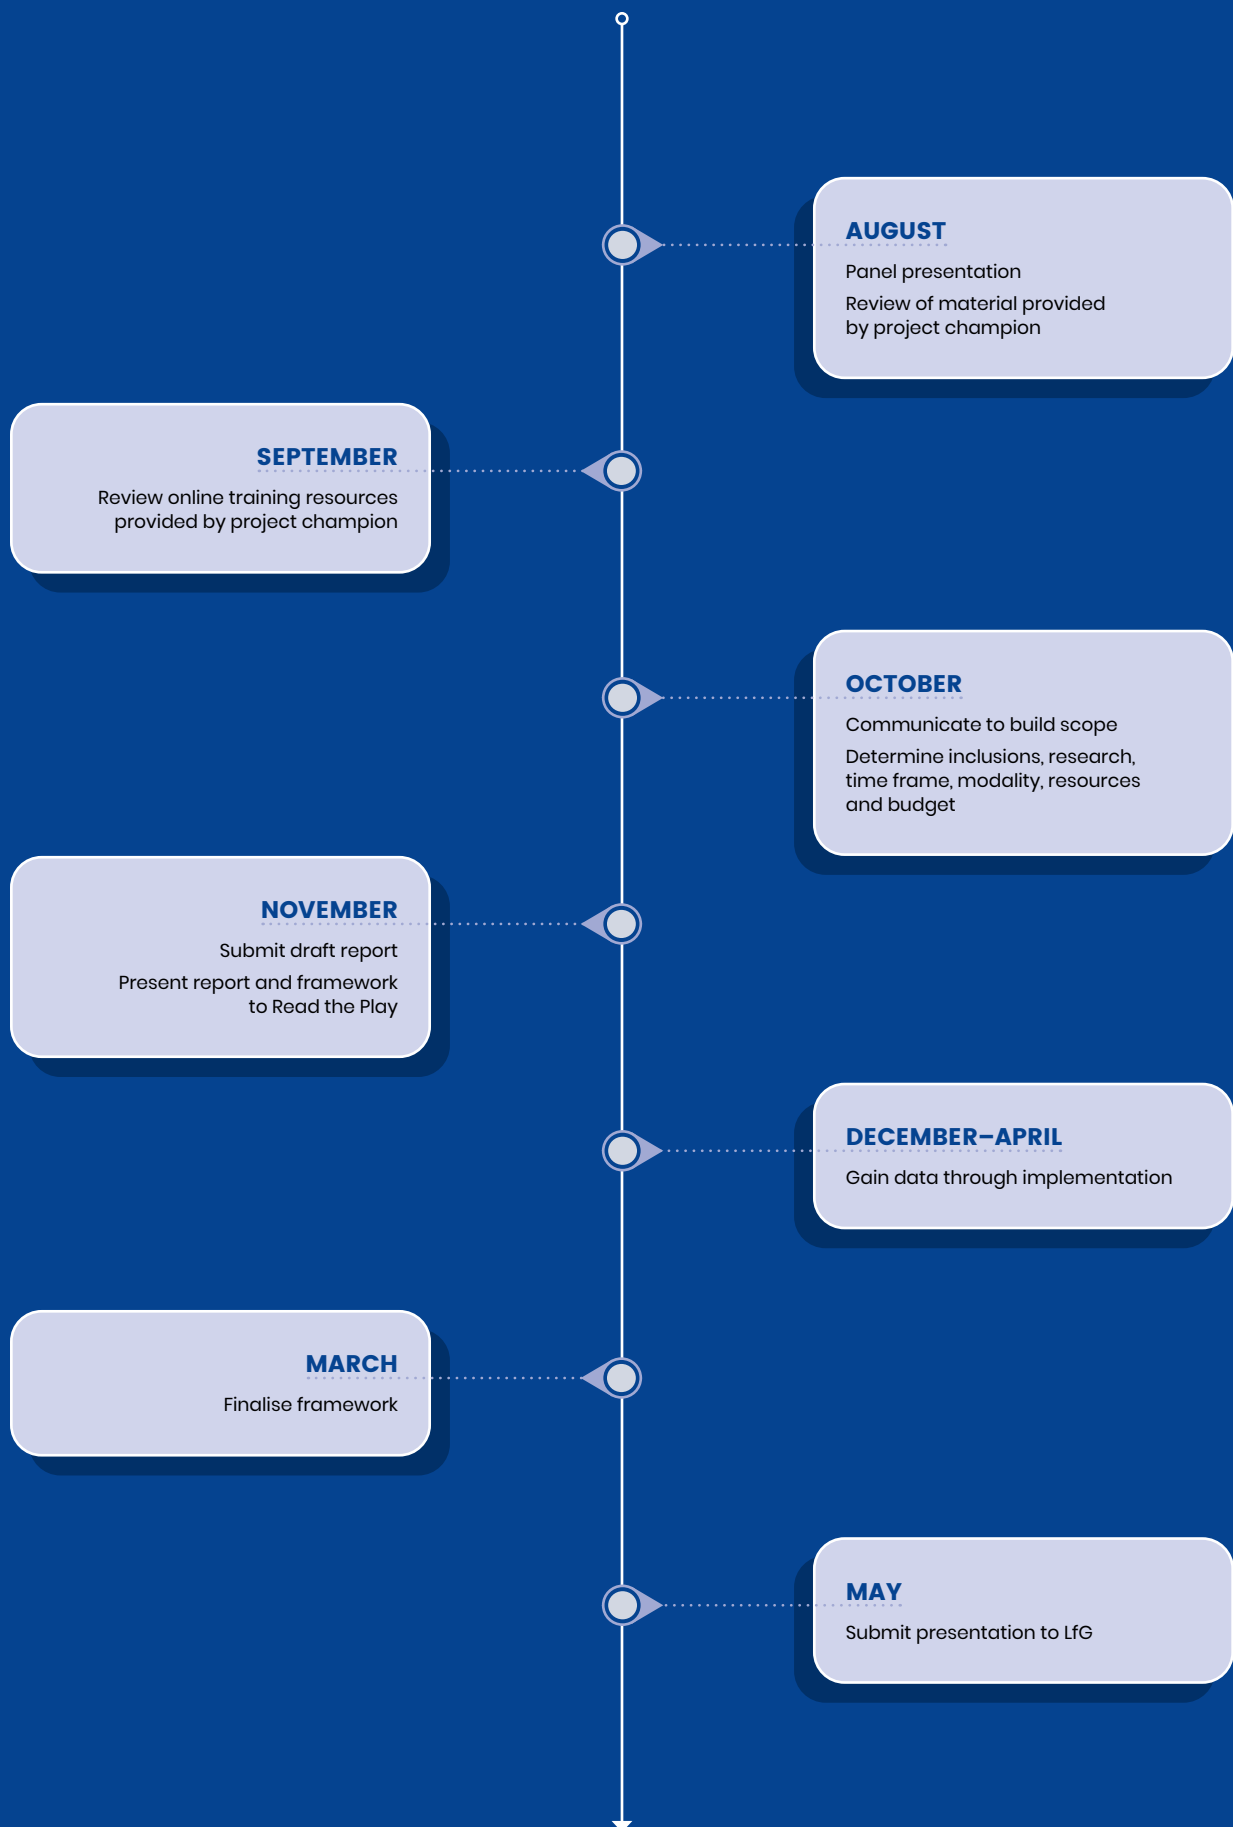 AUGUST
Panel presentation
Review of material provided
by project champion
SEPTEMBER
Review online training resources
provided by project champion
OCTOBER
Communicate to build scope
Determine inclusions, research,
time frame, modality, resources
and budget
NOVEMBER
Submit draft report
Present report and framework
to Read the Play
DECEMBER–APRIL
Gain data through implementation
MARCH
Finalise framework
MAY
Submit presentation to LfG